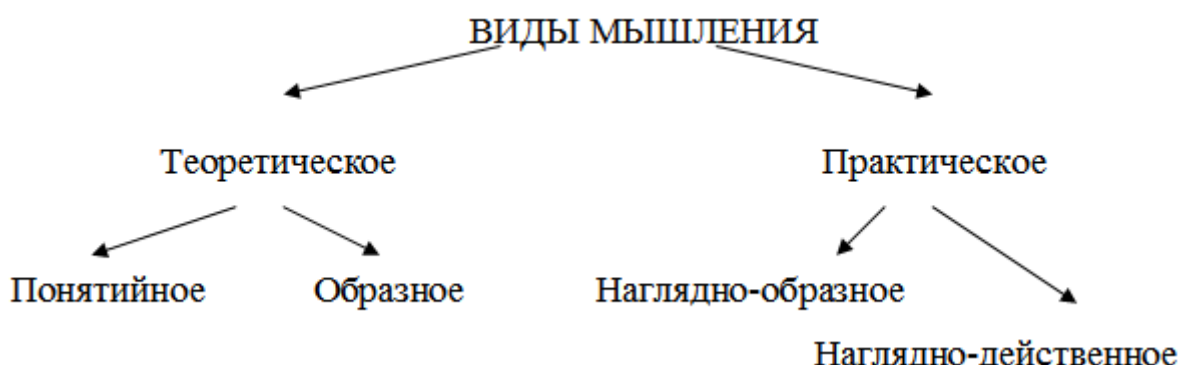 ВИДЫ МЫШЛЕНИЯ
Теоретическое Практическое
Понятийное Образное Наглядно-образное
Наглядно-действенное